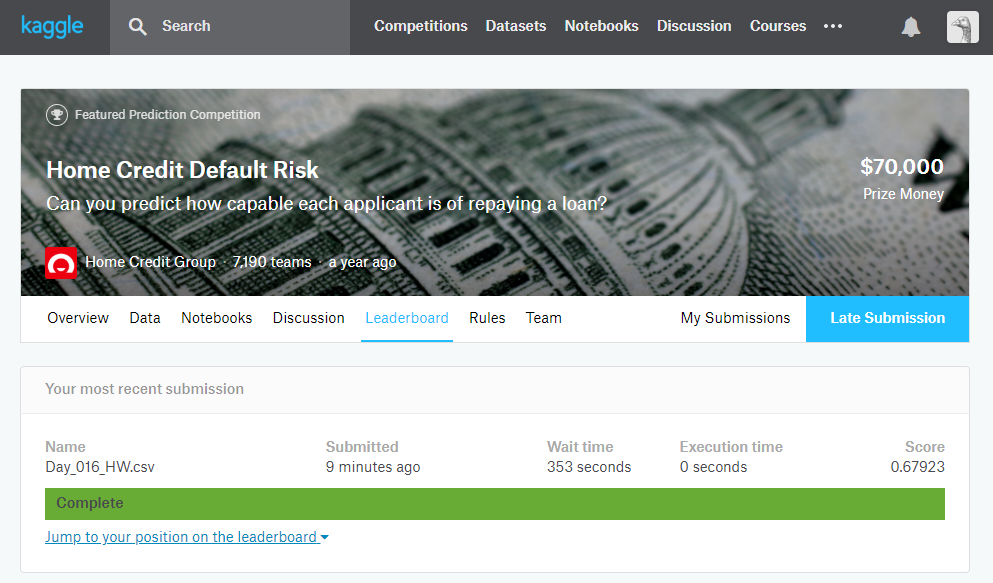 kaggle Search Competitions Datasets Notebooks Discussion Courses
Featured Prediction Competition
Home Credit Default Risk
$70,000
Can you predict how capable each applicant is of repaying a loan?
Prize Money
Home Credit Group · 7,190 teams · a year ago
Overview Data Notebooks Discussion Leaderboard Rules Team My Submissions Late Submission
Your most recent submission
Name Submitted Wait time Execution time Score
Day_016_HW.csv 9 minutes ago 353 seconds 0 seconds 0.67923
Complete
Jump to your position on the leaderboard